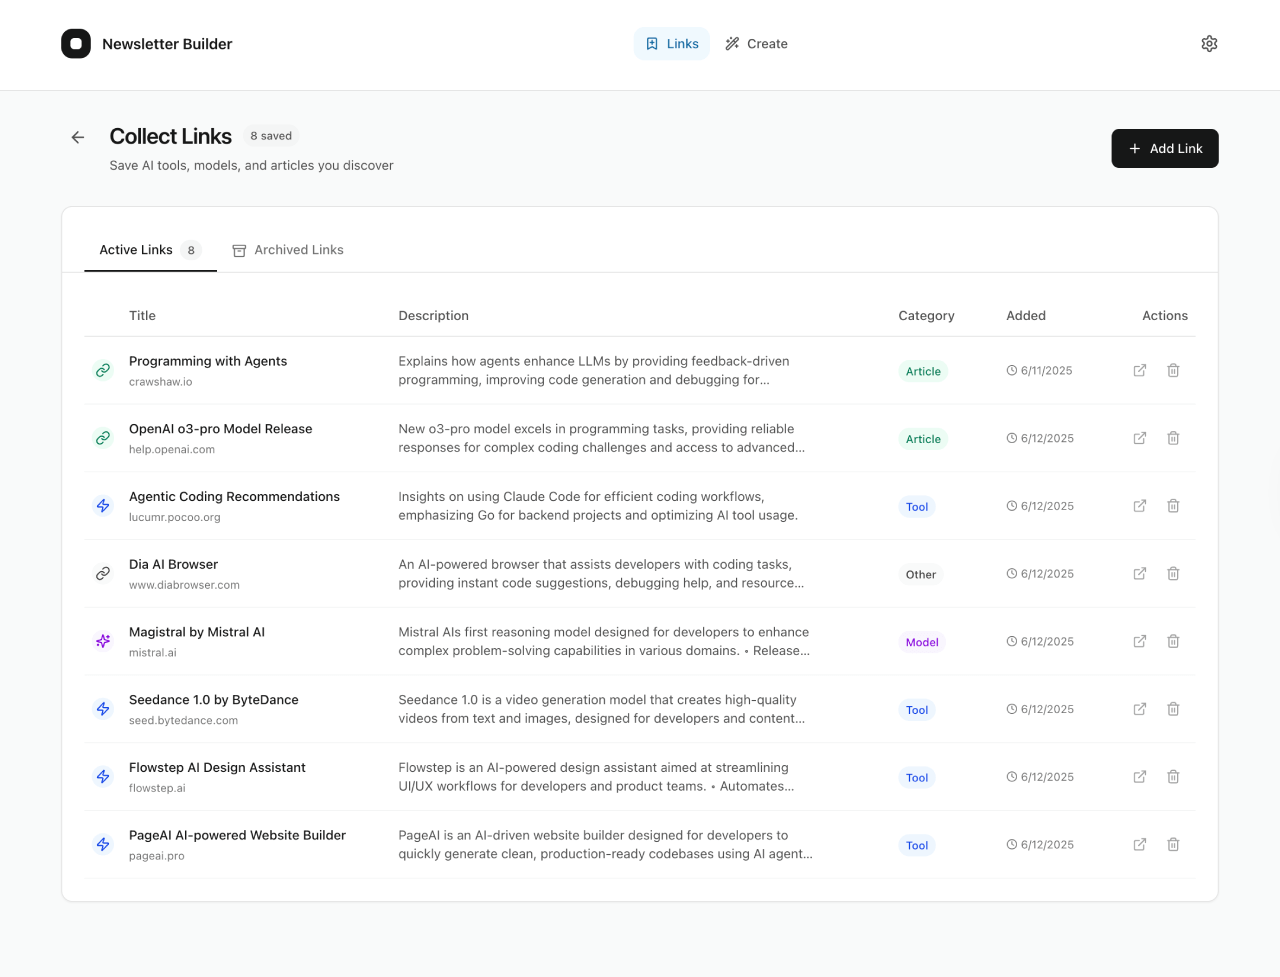 Newsletter Builder
Links
Create
Collect Links
8 saved
Save AI tools, models, and articles you discover
+ Add Link
Active Links 8
Archived Links
Title
Description
Category
Added
Actions
Programming with Agents
crawshaw.io
Explains how agents enhance LLMs by providing feedback-driven
programming, improving code generation and debugging for...
Article
6/11/2025
OpenAI o3-pro Model Release
help.openai.com
New o3-pro model excels in programming tasks, providing reliable
responses for complex coding challenges and access to advanced...
Article
6/12/2025
Agentic Coding Recommendations
lucumr.pocoo.org
Insights on using Claude Code for efficient coding workflows,
emphasizing Go for backend projects and optimizing AI tool usage.
Tool
6/12/2025
Dia AI Browser
www.diabrowser.com
An AI-powered browser that assists developers with coding tasks,
providing instant code suggestions, debugging help, and resource...
Other
6/12/2025
Magistral by Mistral AI
mistral.ai
Mistral AIs first reasoning model designed for developers to enhance
complex problem-solving capabilities in various domains. • Release...
Model
6/12/2025
Seedance 1.0 by ByteDance
seed.bytedance.com
Seedance 1.0 is a video generation model that creates high-quality
videos from text and images, designed for developers and content...
Tool
6/12/2025
Flowstep AI Design Assistant
flowstep.ai
Flowstep is an AI-powered design assistant aimed at streamlining
UI/UX workflows for developers and product teams. • Automates...
Tool
6/12/2025
PageAI AI-powered Website Builder
pageai.pro
PageAI is an AI-driven website builder designed for developers to
quickly generate clean, production-ready codebases using AI agent...
Tool
6/12/2025